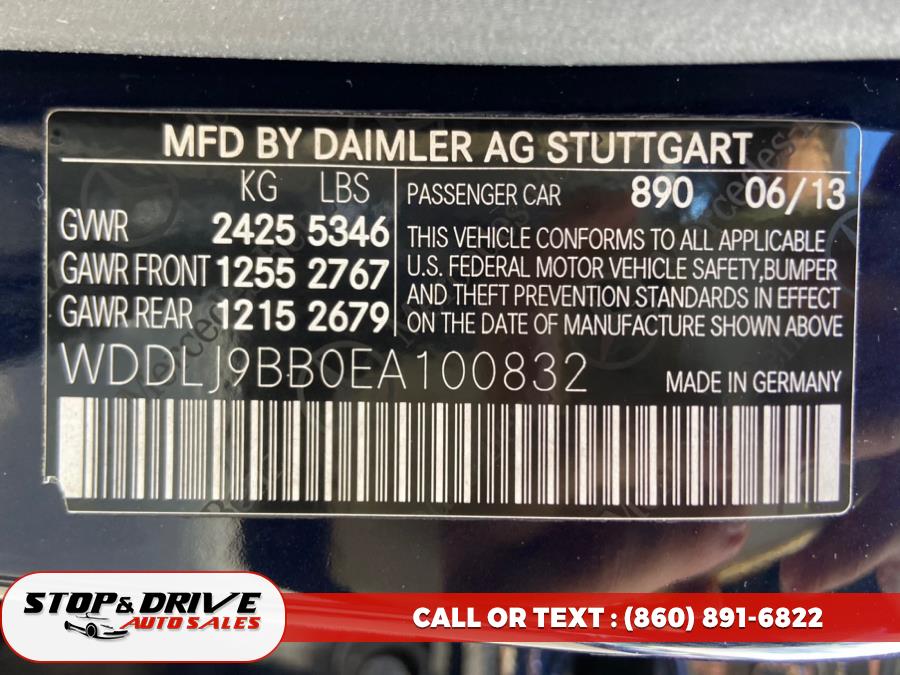 MFD BY DAIMLER AG STUTTGART
KG LBS
GVWR 2425 5346
GAWR FRONT 1255 2767
GAWR REAR 1215 2679
PASSENGER CAR 890 06/13
THIS VEHICLE CONFORMS TO ALL APPLICABLE
U.S. FEDERAL MOTOR VEHICLE SAFETY,BUMPER
AND THEFT PREVENTION STANDARDS IN EFFECT
ON THE DATE OF MANUFACTURE SHOWN ABOVE
WDDLJ9BB0EA100832
MADE IN GERMANY
STOP & DRIVE
AUTO SALES
CALL OR TEXT : (860) 891-6822